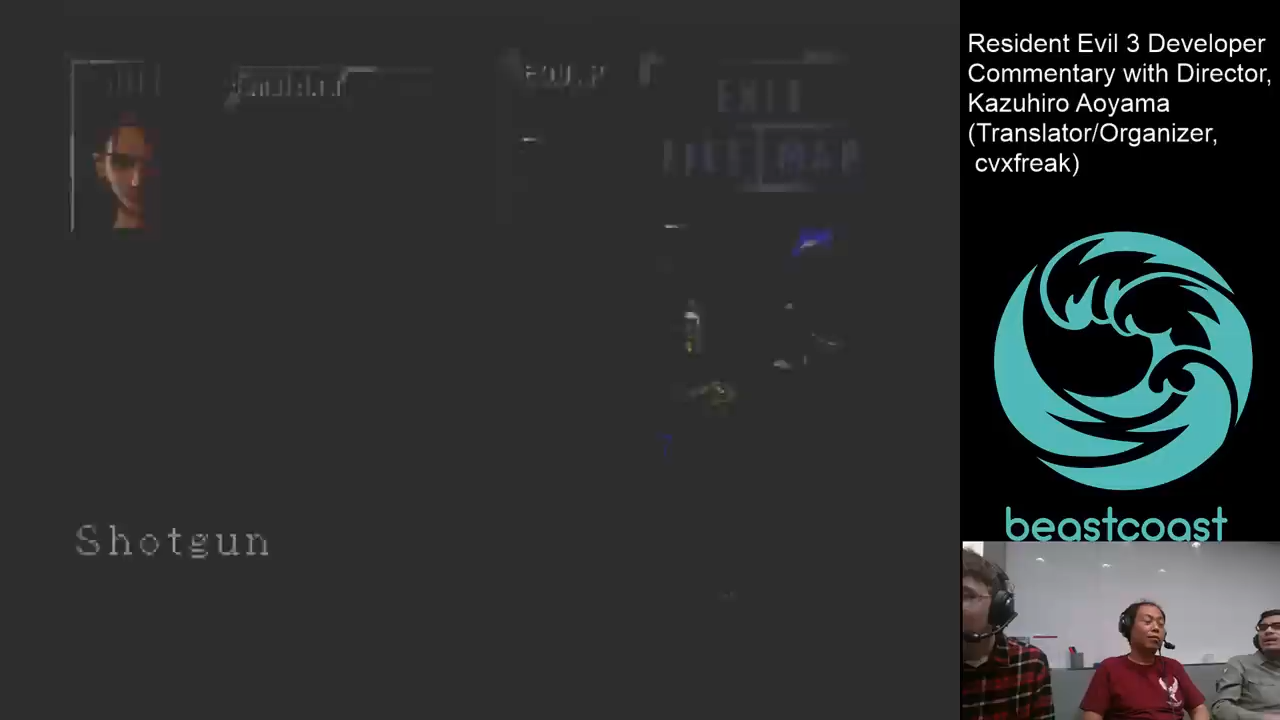 Resident Evil 3 Developer
Commentary with Director,
Kazuhiro Aoyama
(Translator/Organizer,
cvxfreak)
EXIT
FILE MAP
Shotgun
beastcoast